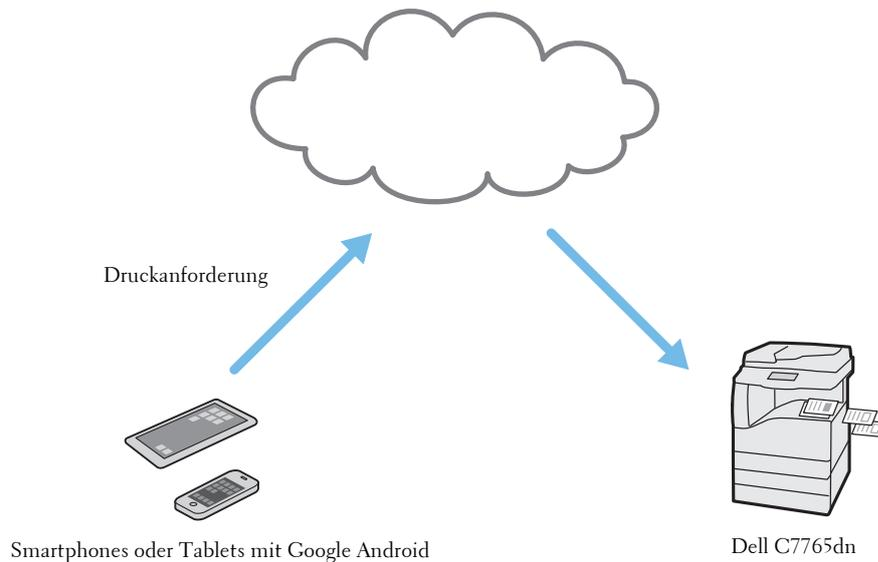 Druckanforderung
Smartphones oder Tablets mit Google Android
Dell C7765dn